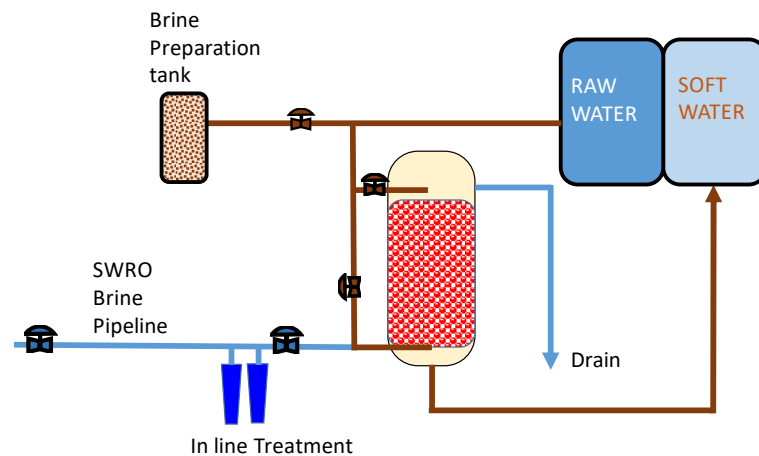 Brine
Preparation
tank
RAW
WATER
SOFT
WATER
SWRO
Brine
Pipeline
Drain
In line Treatment